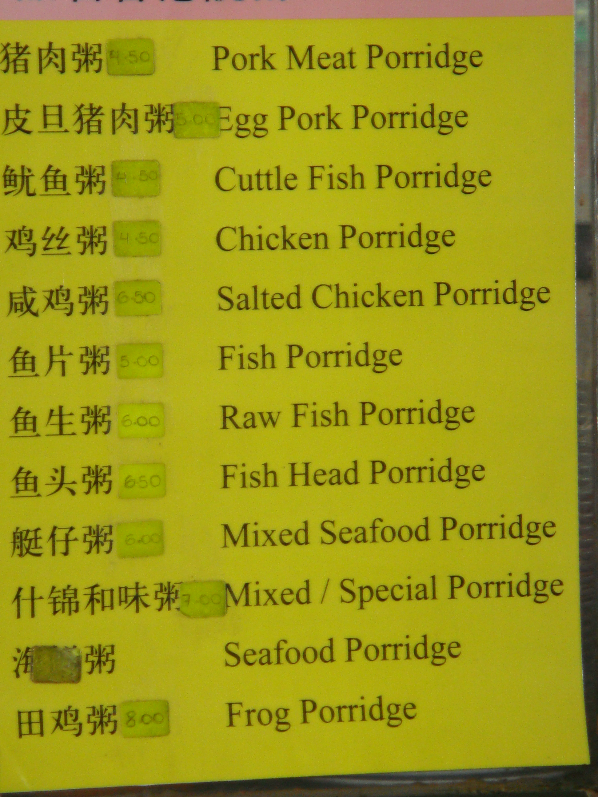 猪肉粥 4.50 Pork Meat Porridge
皮旦猪肉粥 5.00 Egg Pork Porridge
鱿鱼粥 Cuttle Fish Porridge
鸡丝粥 4.50 Chicken Porridge
咸鸡粥 6.50 Salted Chicken Porridge
鱼片粥 5.00 Fish Porridge
鱼生粥 6.00 Raw Fish Porridge
鱼头粥 6.50 Fish Head Porridge
艇仔粥 6.00 Mixed Seafood Porridge
什锦和味粥 7.00 Mixed / Special Porridge
海 粥 Seafood Porridge
田鸡粥 8.00 Frog Porridge